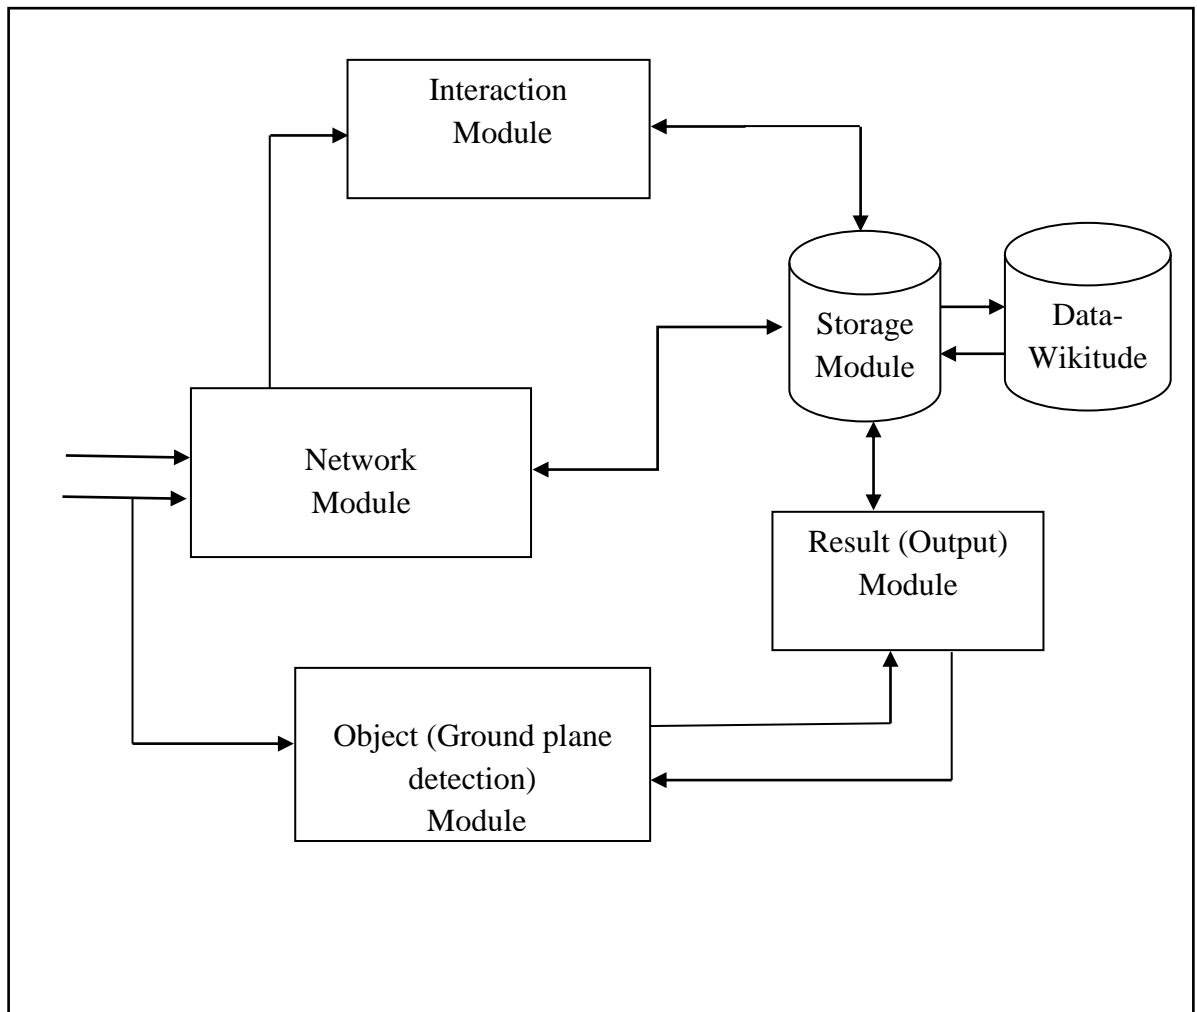 Interaction
Module
Storage
Module
Data-
Wikitude
Network
Module
Result (Output)
Module
Object (Ground plane
detection)
Module